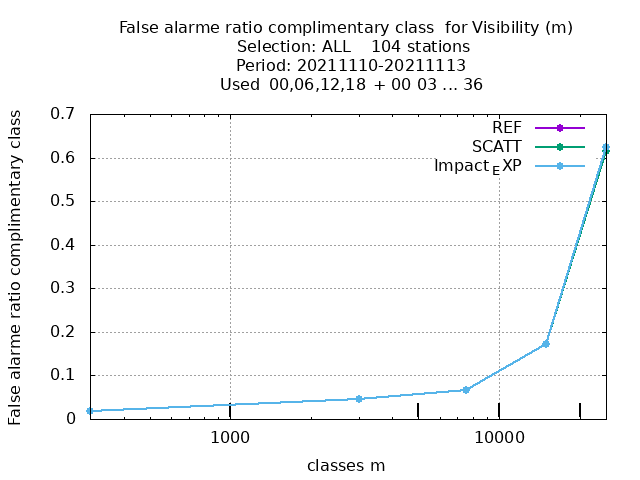 False alarme ratio complimentary class  for Visibility (m)
Selection: ALL    104 stations
Period: 20211110-20211113
Used  00,06,12,18  + 00 03 ... 36
False alarme ratio complimentary class
0.7
0.6
0.5
0.4
0.3
0.2
0.1
0
REF
SCATT
Impact_EXP
1000
10000
classes m